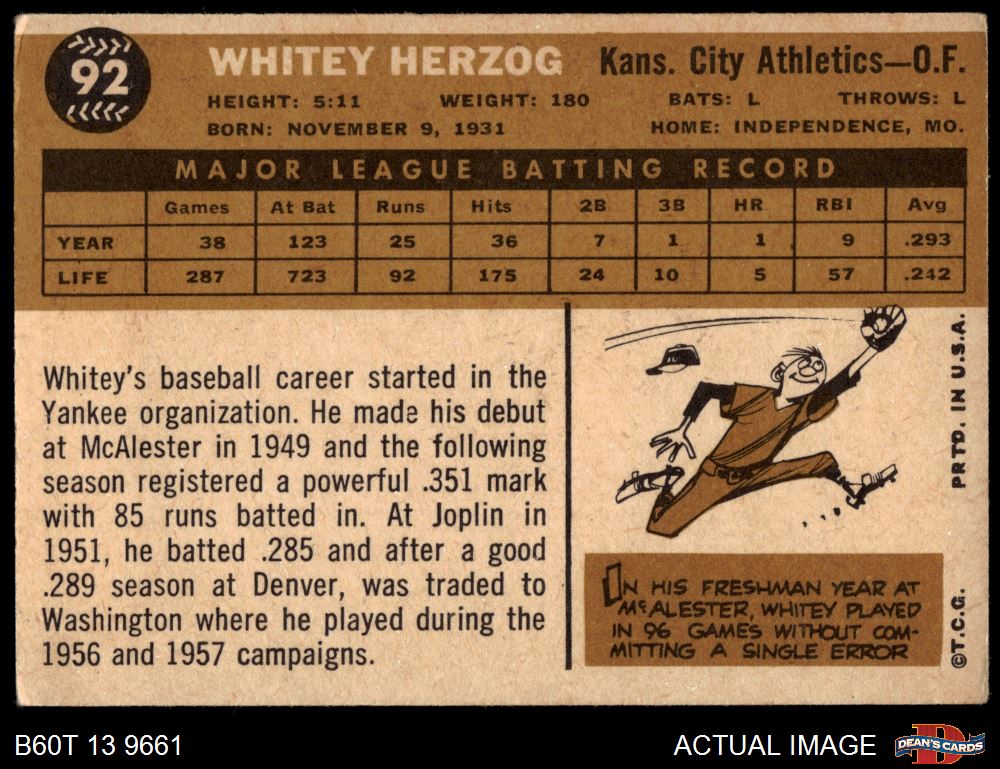 92
WHITEY HERZOG
Kans. City Athletics—O.F.
HEIGHT: 5:11 WEIGHT: 180 BATS: L THROWS: L
BORN: NOVEMBER 9, 1931 HOME: INDEPENDENCE, MO.
MAJOR LEAGUE BATTING RECORD
Games At Bat Runs Hits 2B 3B HR RBI Avg
YEAR 38 123 25 36 7 1 1 9 .293
LIFE 287 723 92 175 24 10 5 57 .242
Whitey's baseball career started in the
Yankee organization. He made his debut
at McAlester in 1949 and the following
season registered a powerful .351 mark
with 85 runs batted in. At Joplin in
1951, he batted .285 and after a good
.289 season at Denver, was traded to
Washington where he played during the
1956 and 1957 campaigns.
IN HIS FRESHMAN YEAR AT
McALESTER, WHITEY PLAYED
IN 96 GAMES WITHOUT COM-
MITTING A SINGLE ERROR
©T.C.G. PRTD. IN U.S.A.
B60T 13 9661
ACTUAL IMAGE
DEAN'S CARDS